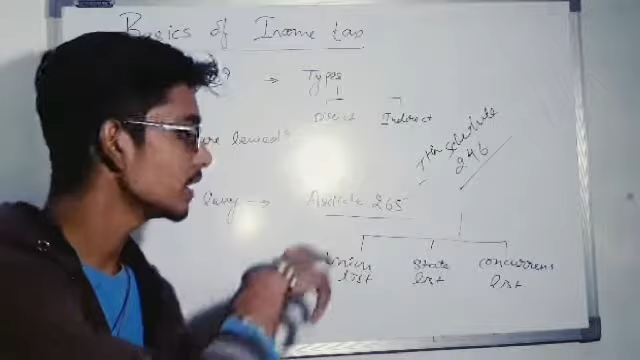 Basics of Income tax
? → Types
Direct Indirect
are levied?
7th schedule
246
levy → Article 265
Union State Concurrent
list list list